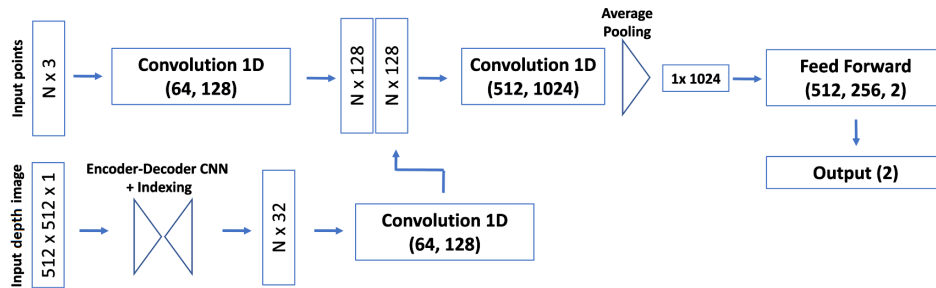 Input points
N x 3
Convolution 1D
(64, 128)
N x 128
N x 128
Convolution 1D
(512, 1024)
Average
Pooling
1x 1024
Feed Forward
(512, 256, 2)
Output (2)
Input depth image
512 x 512 x 1
Encoder-Decoder CNN
+ Indexing
N x 32
Convolution 1D
(64, 128)